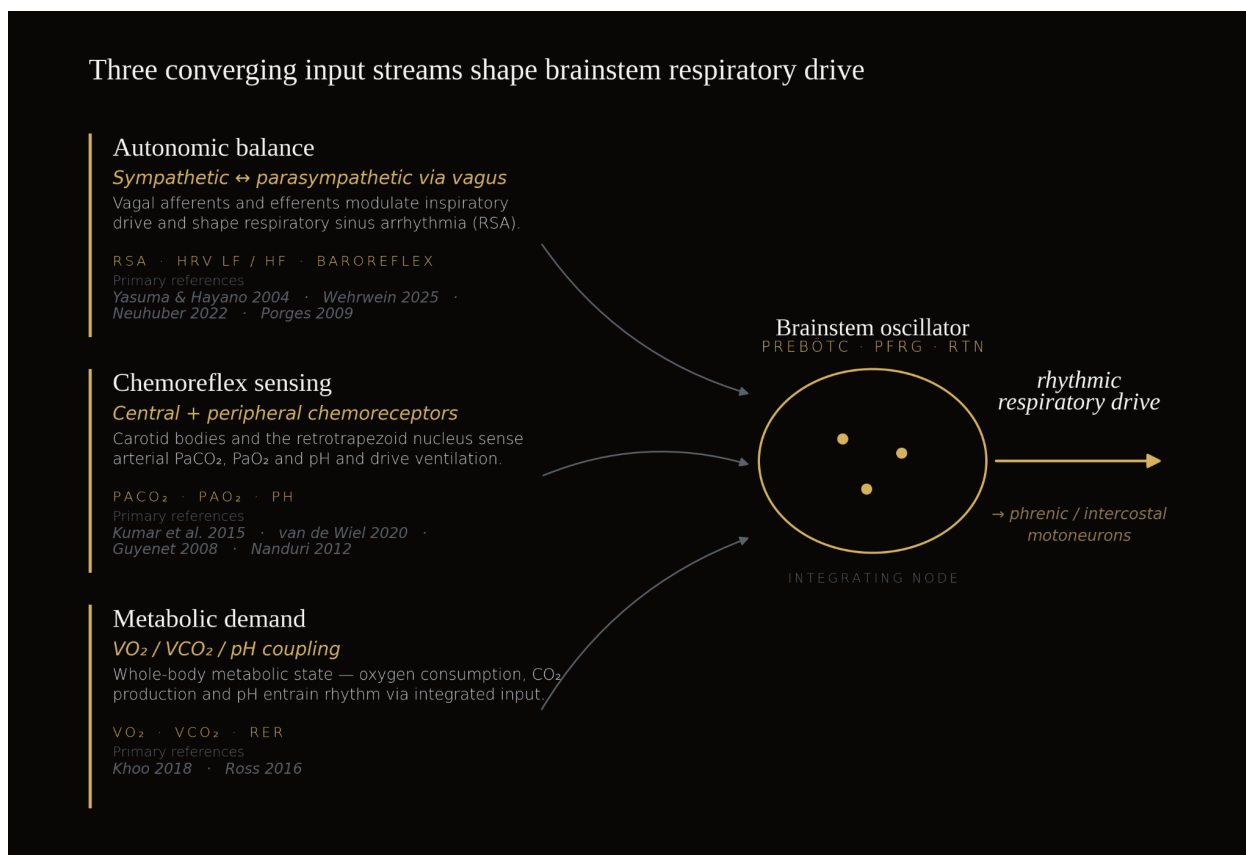 Three converging input streams shape brainstem respiratory drive
Autonomic balance
Sympathetic ↔ parasympathetic via vagus
Vagal afferents and efferents modulate inspiratory
drive and shape respiratory sinus arrhythmia (RSA).
RSA · HRV LF / HF · BAROREFLEX
Primary references
Yasuma & Hayano 2004 · Wehrwein 2025 ·
Neuhuber 2022 · Porges 2009
Chemoreflex sensing
Central + peripheral chemoreceptors
Carotid bodies and the retrotrapezoid nucleus sense
arterial PaCO₂, PaO₂ and pH and drive ventilation.
PACO₂ · PAO₂ · PH
Primary references
Kumar et al. 2015 · van de Wiel 2020 ·
Guyenet 2008 · Nanduri 2012
Metabolic demand
VO₂ / VCO₂ / pH coupling
Whole-body metabolic state — oxygen consumption, CO₂
production and pH entrain rhythm via integrated input.
VO₂ · VCO₂ · RER
Primary references
Khoo 2018 · Ross 2016
Brainstem oscillator
PREBÖTC · PFRG · RTN
INTEGRATING NODE
rhythmic
respiratory drive
→ phrenic / intercostal
motoneurons